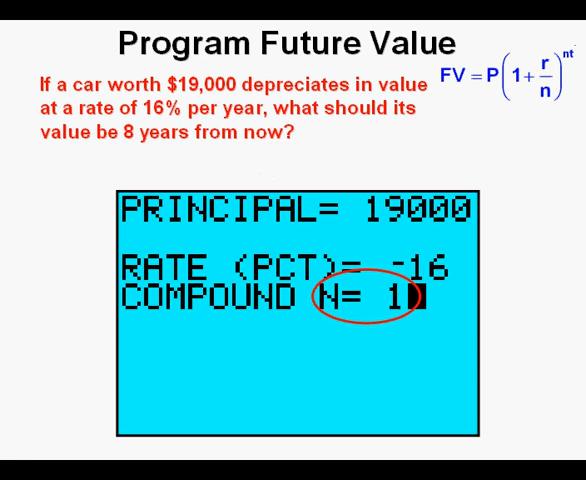 Program Future Value
If a car worth $19,000 depreciates in value
at a rate of 16% per year, what should its
value be 8 years from now?
FV = P(1 + r/n)^nt
PRINCIPAL= 19000
RATE (PCT)= -16
COMPOUND N= 1